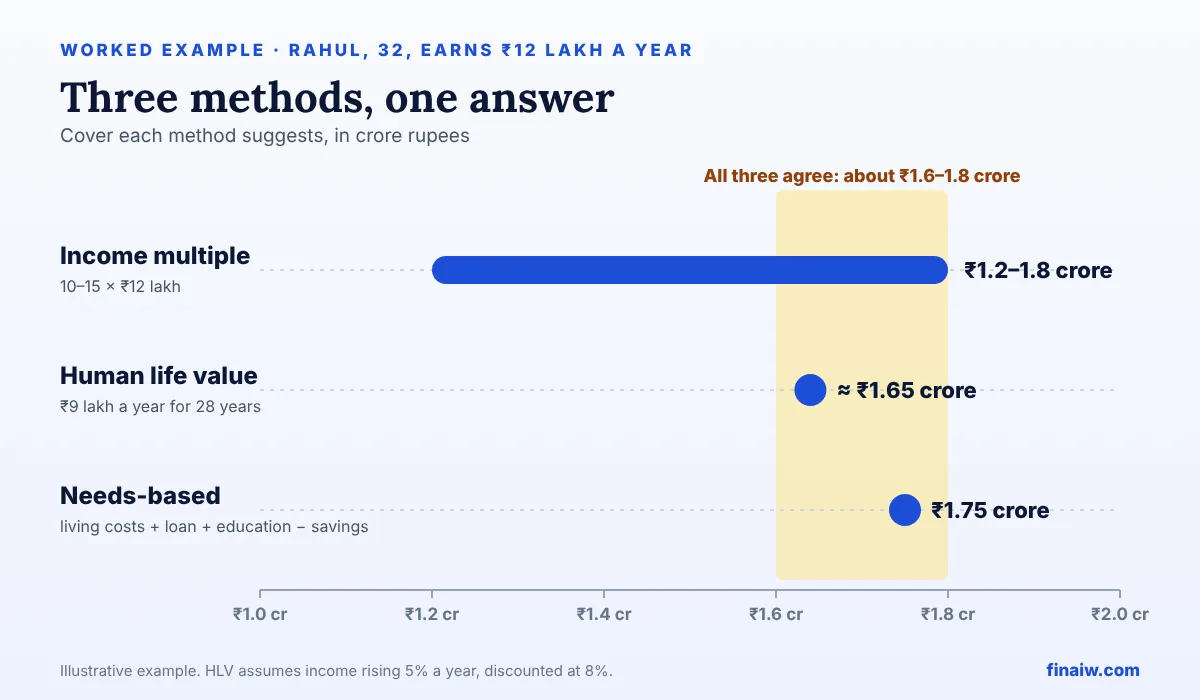 WORKED EXAMPLE · RAHUL, 32, EARNS ₹12 LAKH A YEAR
Three methods, one answer
Cover each method suggests, in crore rupees
All three agree: about ₹1.6–1.8 crore
Income multiple
10–15 × ₹12 lakh
₹1.2–1.8 crore
Human life value
₹9 lakh a year for 28 years
≈ ₹1.65 crore
Needs-based
living costs + loan + education − savings
₹1.75 crore
₹1.0 cr
₹1.2 cr
₹1.4 cr
₹1.6 cr
₹1.8 cr
₹2.0 cr
Illustrative example. HLV assumes income rising 5% a year, discounted at 8%.
finaiw.com